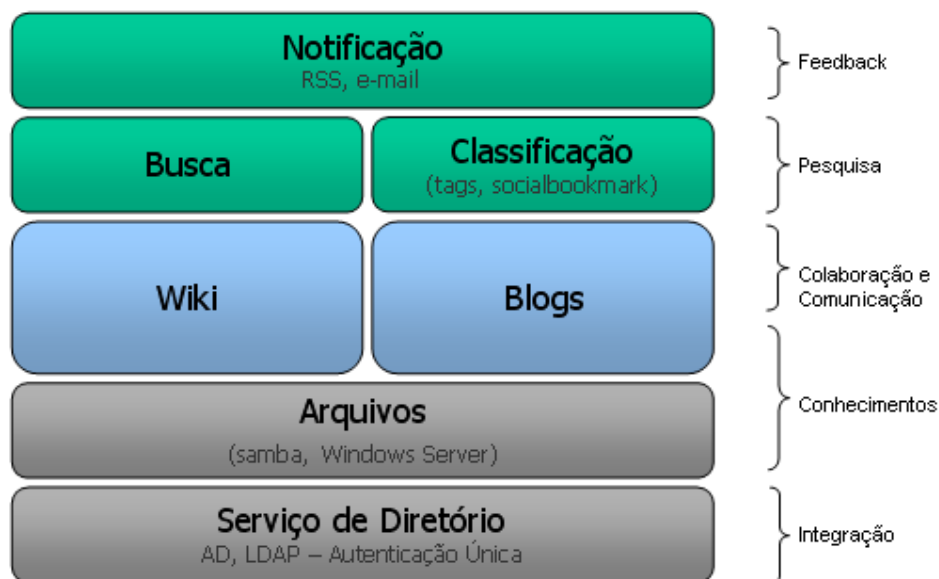 Notificação
RSS, e-mail
Feedback
Busca
Classificação
(tags, socialbookmark)
Pesquisa
Wiki
Blogs
Colaboração e
Comunicação
Arquivos
(samba, Windows Server)
Conhecimentos
Serviço de Diretório
AD, LDAP – Autenticação Única
Integração